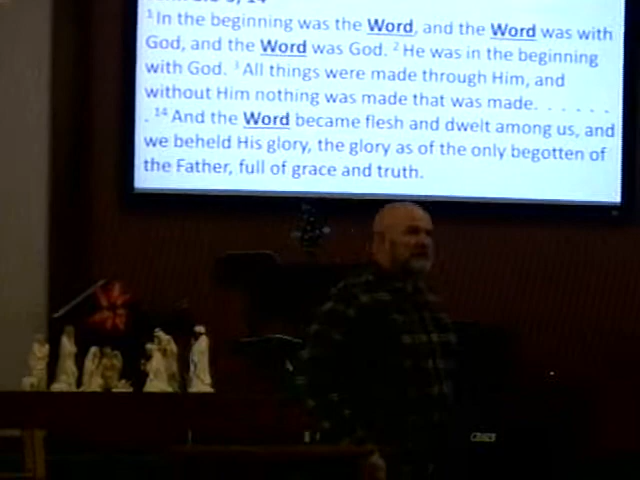 ¹ In the beginning was the Word, and the Word was with
God, and the Word was God. ² He was in the beginning
with God. ³ All things were made through Him, and
without Him nothing was made that was made. . . . . . .
. ¹⁴ And the Word became flesh and dwelt among us, and
we beheld His glory, the glory as of the only begotten of
the Father, full of grace and truth.